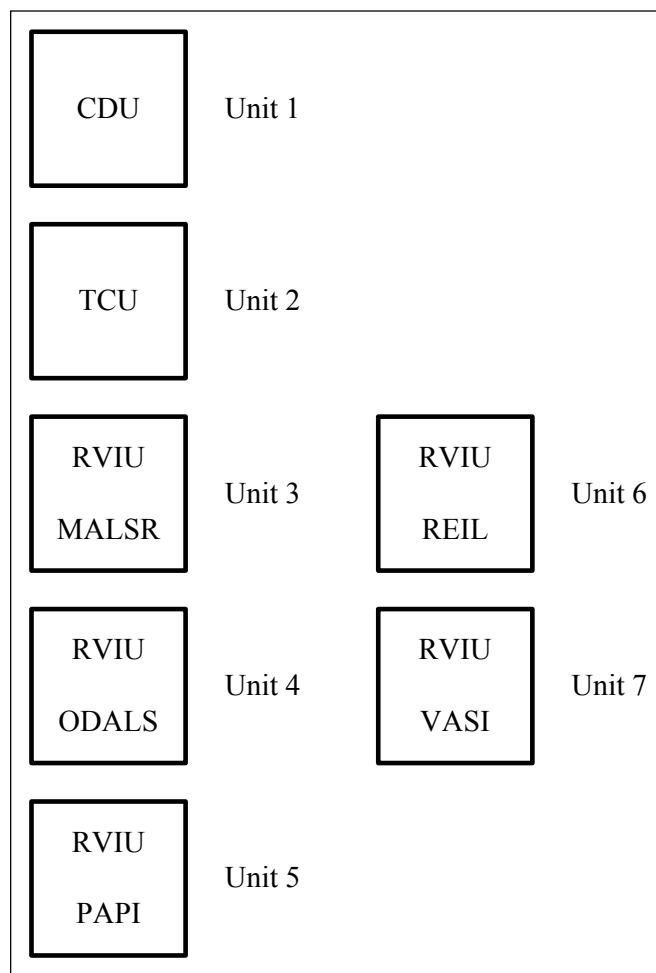 CDU
Unit 1
TCU
Unit 2
RVIU
MALSR
Unit 3
RVIU
REIL
Unit 6
RVIU
ODALS
Unit 4
RVIU
VASI
Unit 7
RVIU
PAPI
Unit 5